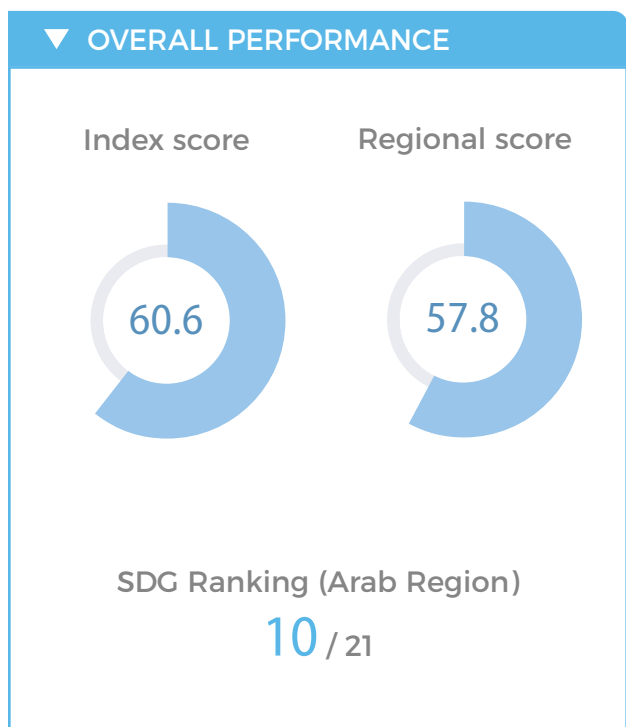 ▼ OVERALL PERFORMANCE
Index score
Regional score
60.6
57.8
SDG Ranking (Arab Region)
10 / 21